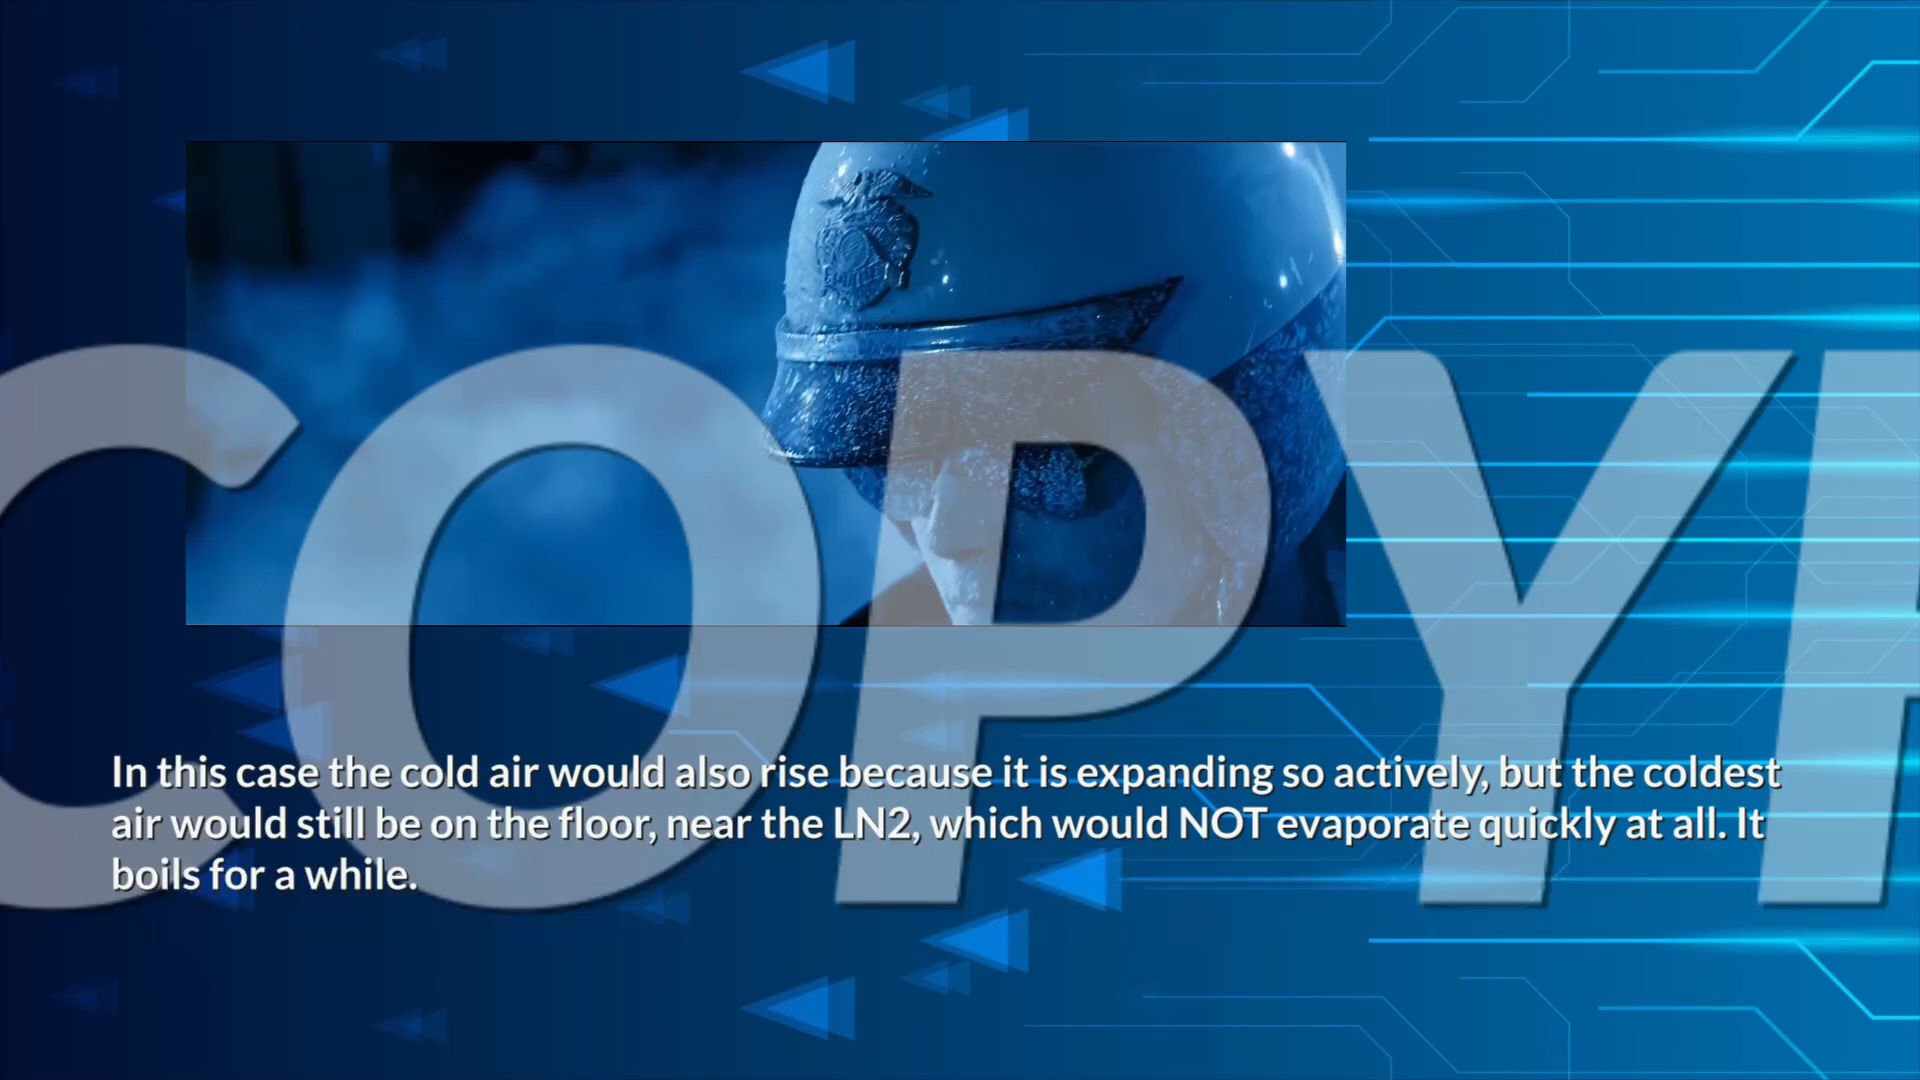 COPYR
In this case the cold air would also rise because it is expanding so actively, but the coldest
air would still be on the floor, near the LN2, which would NOT evaporate quickly at all. It
boils for a while.